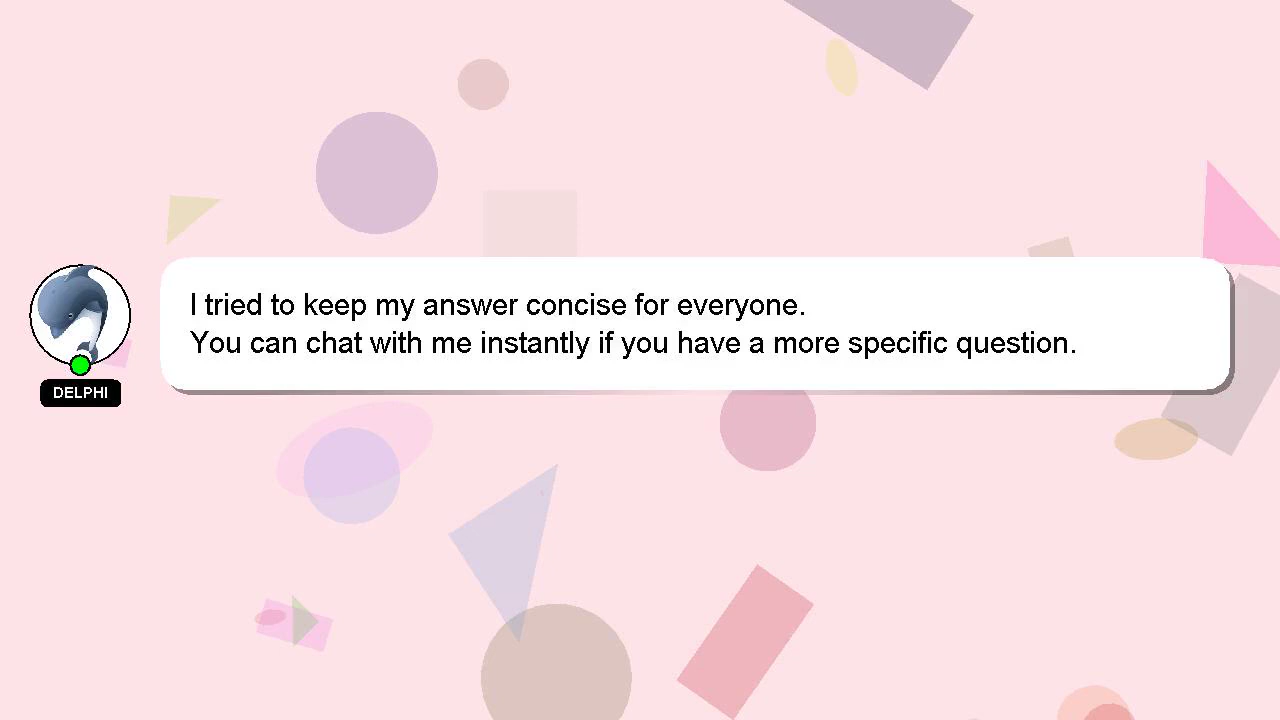 I tried to keep my answer concise for everyone.
You can chat with me instantly if you have a more specific question.
DELPHI